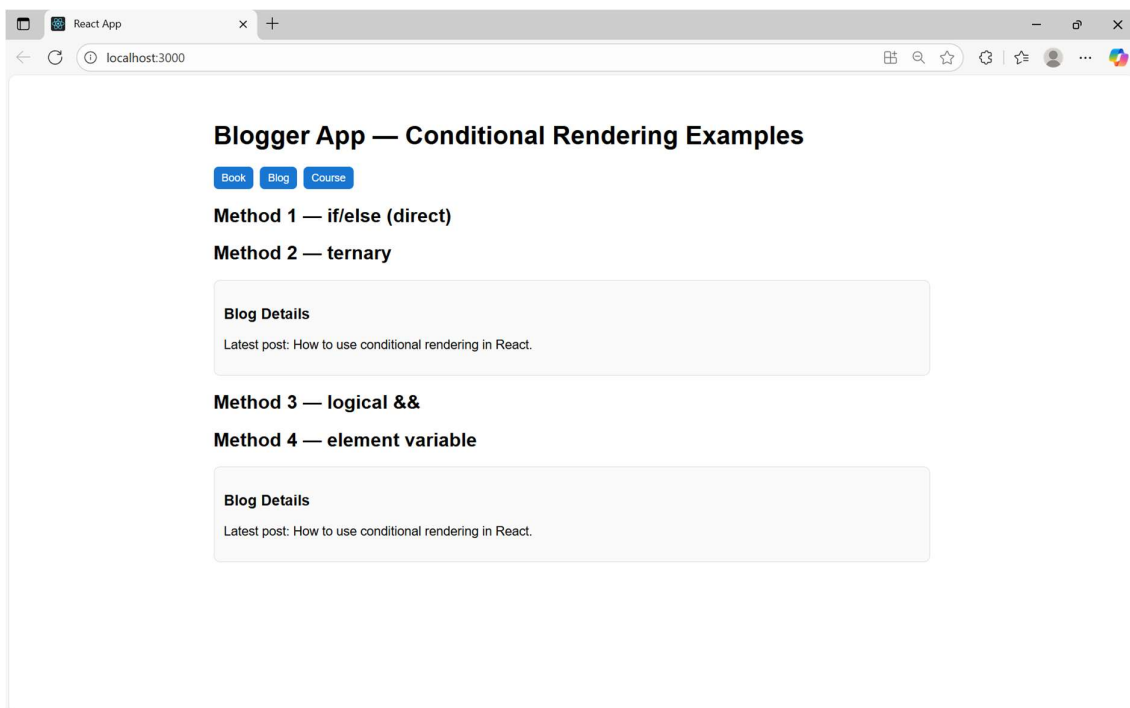 React App
localhost:3000
Blogger App — Conditional Rendering Examples
Book Blog Course
Method 1 — if/else (direct)
Method 2 — ternary
Blog Details
Latest post: How to use conditional rendering in React.
Method 3 — logical &&
Method 4 — element variable
Blog Details
Latest post: How to use conditional rendering in React.